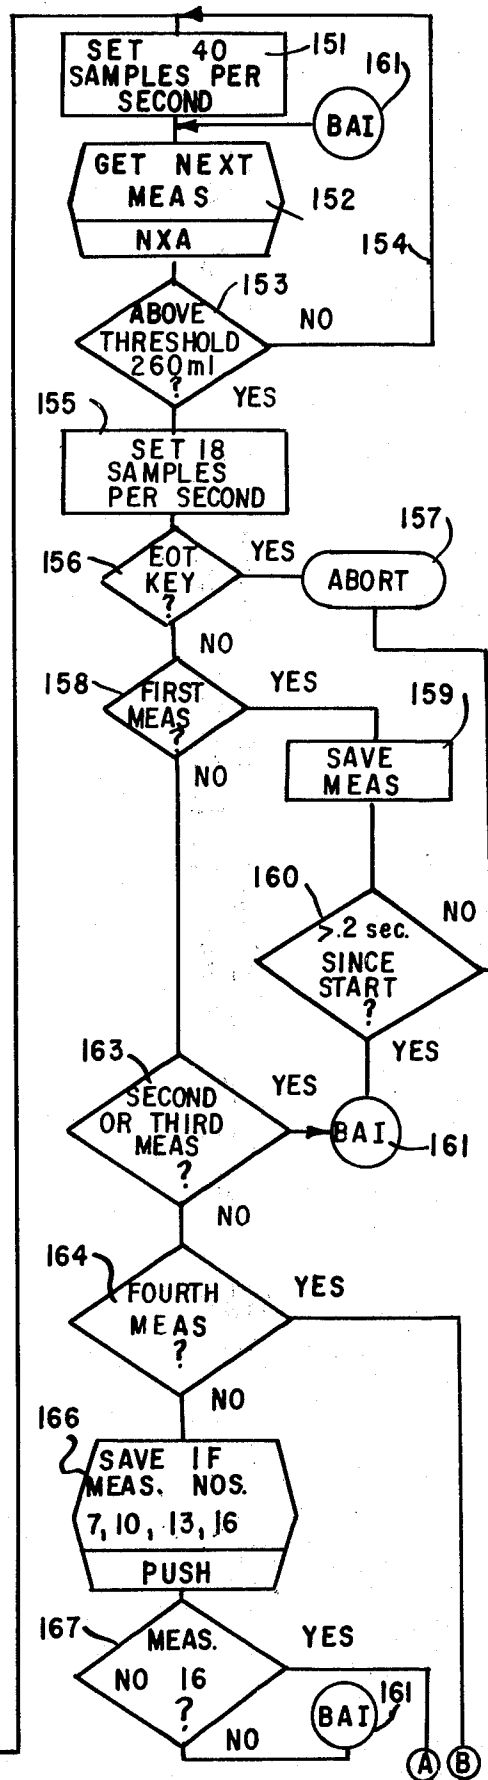 SET 40
SAMPLES PER
SECOND
151
161
BAI
GET NEXT
MEAS
152
NXA
154
153
ABOVE
THRESHOLD
260ml
?
NO
YES
155
SET 18
SAMPLES
PER SECOND
156
EOT
KEY
?
YES
157
ABORT
NO
158
FIRST
MEAS
?
YES
159
SAVE
MEAS
NO
160
>.2 sec.
SINCE
START
?
NO
YES
163
SECOND
OR THIRD
MEAS
?
YES
BAI
161
NO
164
FOURTH
MEAS
?
YES
NO
166
SAVE IF
MEAS. NOS.
7, 10, 13, 16
PUSH
167
MEAS.
NO 16
?
YES
NO
BAI
161
A
B